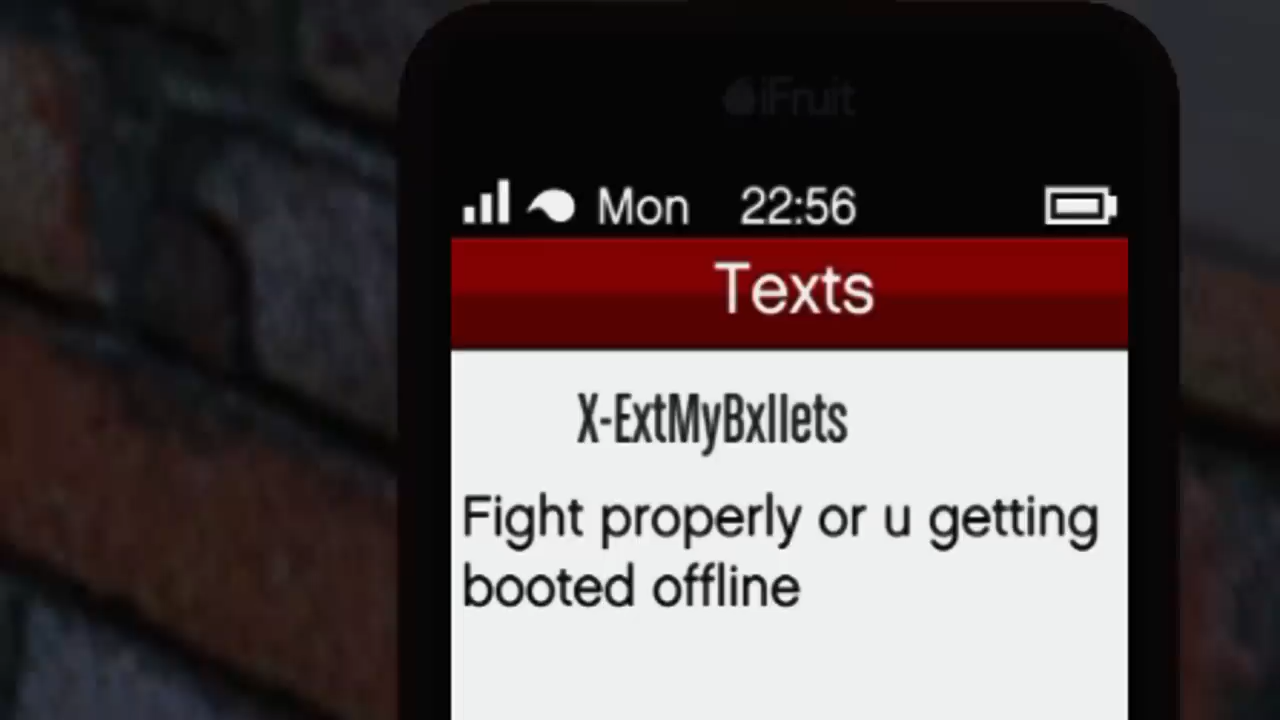 iFruit
Mon 22:56
Texts
X-ExtMyBxllets
Fight properly or u getting
booted offline